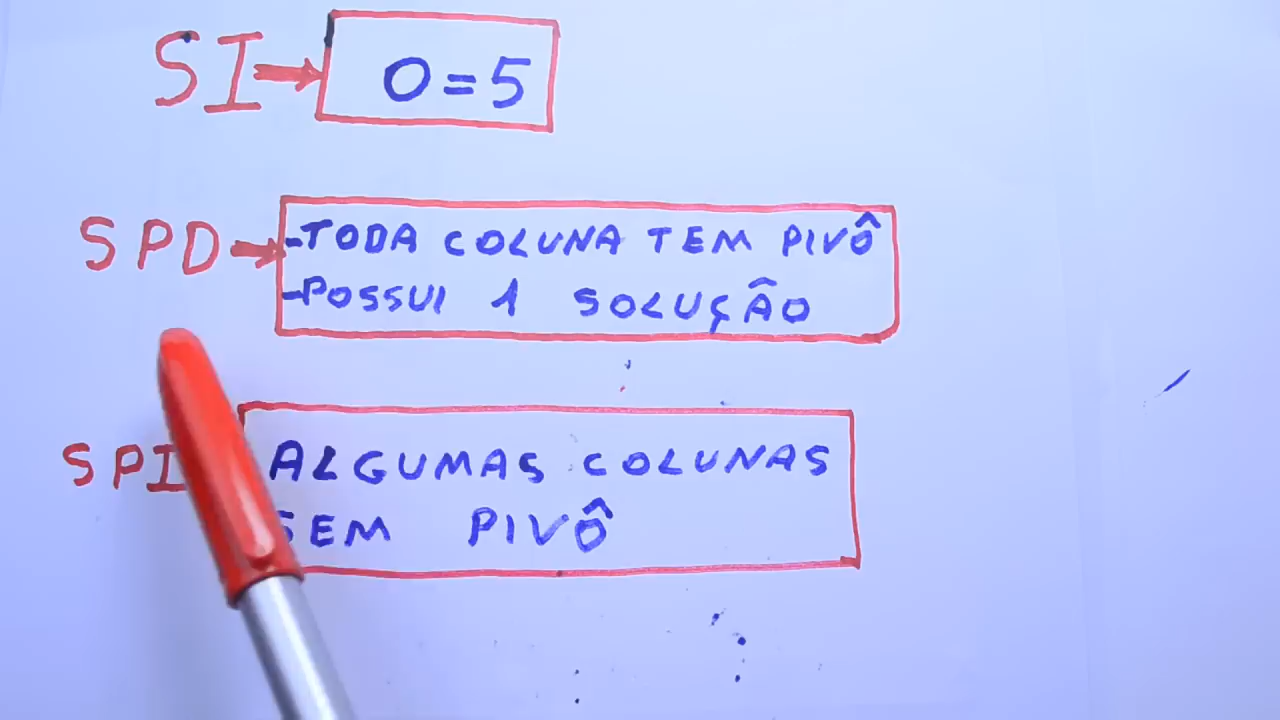 SI → 0=5
SPD → -TODA COLUNA TEM PIVÔ
-POSSUI 1 SOLUÇÃO
SPI ALGUMAS COLUNAS
SEM PIVÔ